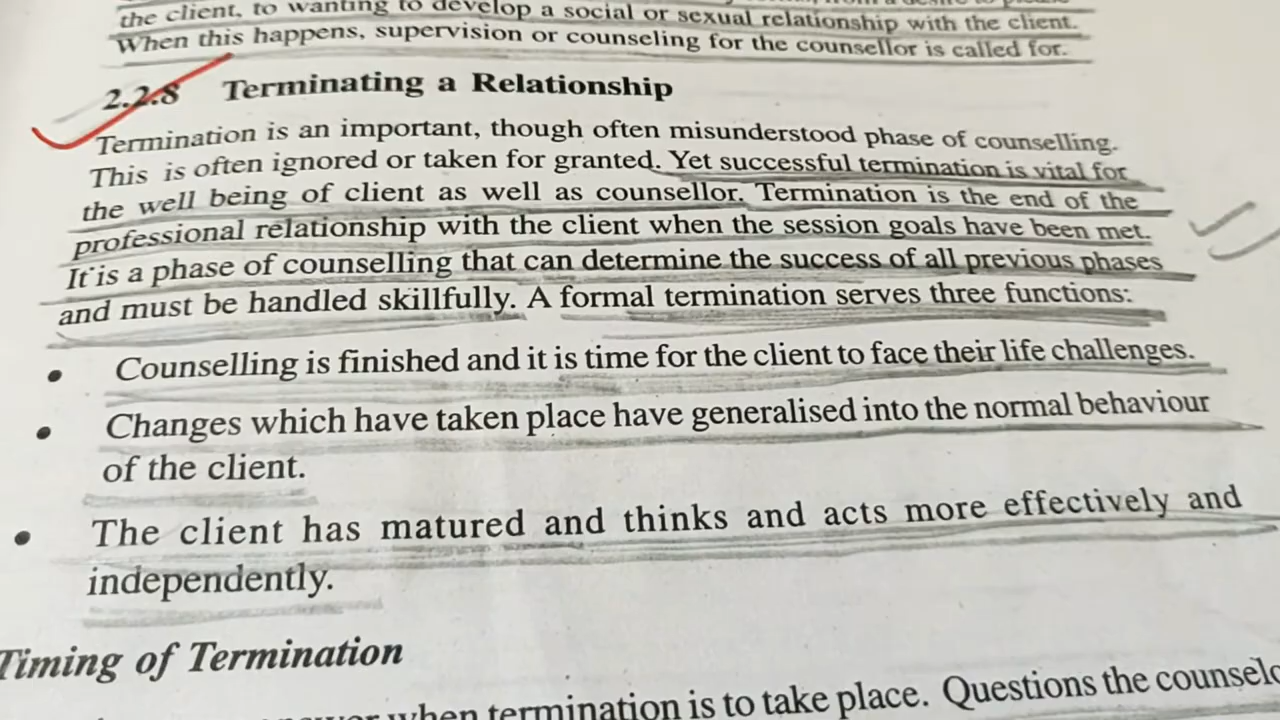 the client, to wanting to develop a social or sexual relationship with the client.
When this happens, supervision or counseling for the counsellor is called for.
2.2.8 Terminating a Relationship
Termination is an important, though often misunderstood phase of counselling.
This is often ignored or taken for granted. Yet successful termination is vital for
the well being of client as well as counsellor. Termination is the end of the
professional relationship with the client when the session goals have been met.
It is a phase of counselling that can determine the success of all previous phases
and must be handled skillfully. A formal termination serves three functions:
• Counselling is finished and it is time for the client to face their life challenges.
• Changes which have taken place have generalised into the normal behaviour
of the client.
• The client has matured and thinks and acts more effectively and
independently.
Timing of Termination
when termination is to take place. Questions the